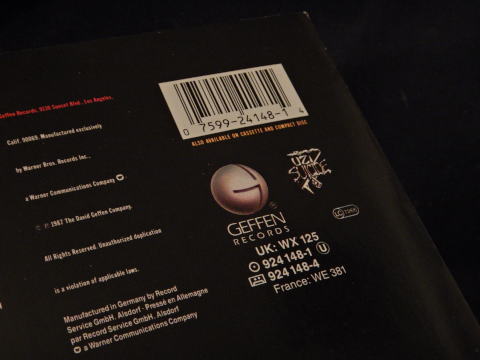 Geffen Records, 9130 Sunset Blvd., Los Angeles,
Calif. 90069. Manufactured exclusively
by Warner Bros. Records Inc.,
a Warner Communications Company
© ℗ 1987 The David Geffen Company.
All Rights Reserved. Unauthorized duplication
is a violation of applicable laws.
Manufactured in Germany by Record
Service GmbH, Alsdorf · Pressé en Allemagne
par Record Service GmbH, Alsdorf
a Warner Communications Company
0 7599-24148-1 4
ALSO AVAILABLE ON CASSETTE AND COMPACT DISC
UZI
SUICIDE
GEFFEN
RECORDS
UK: WX 125
924 148-1 U
924 148-4
France: WE 381